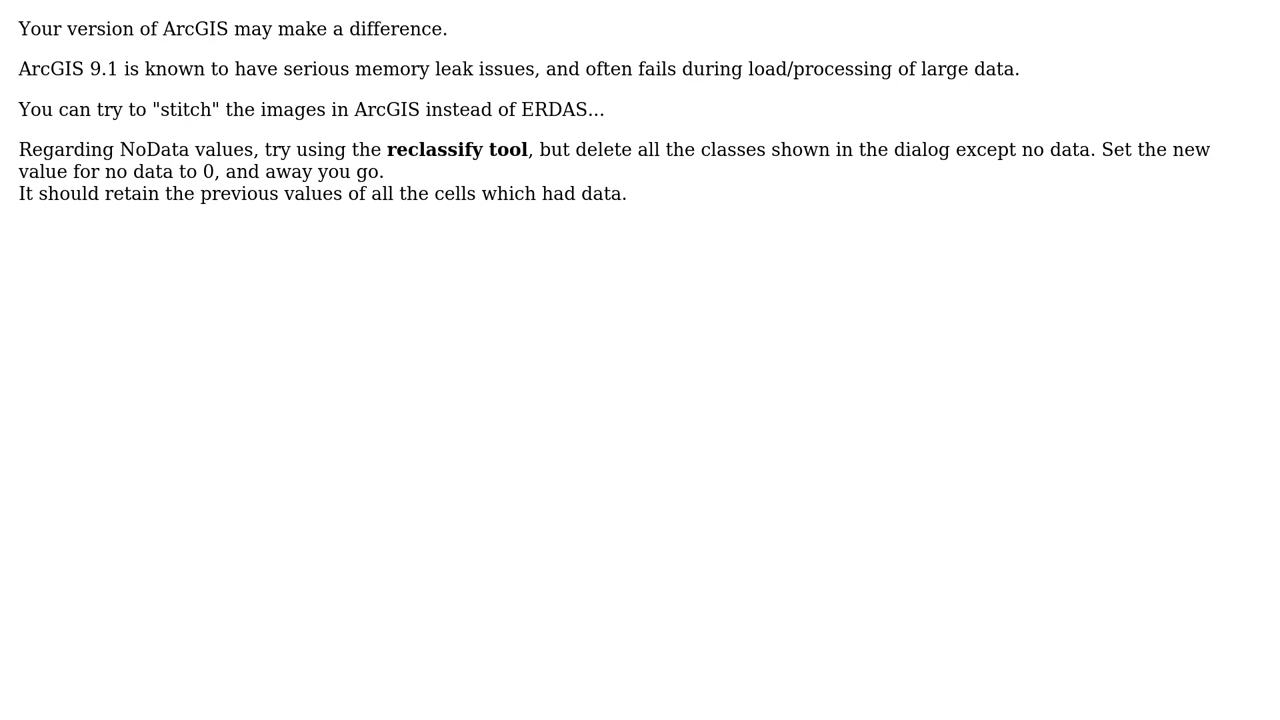 Your version of ArcGIS may make a difference.
ArcGIS 9.1 is known to have serious memory leak issues, and often fails during load/processing of large data.
You can try to "stitch" the images in ArcGIS instead of ERDAS...
Regarding NoData values, try using the reclassify tool, but delete all the classes shown in the dialog except no data. Set the new
value for no data to 0, and away you go.
It should retain the previous values of all the cells which had data.